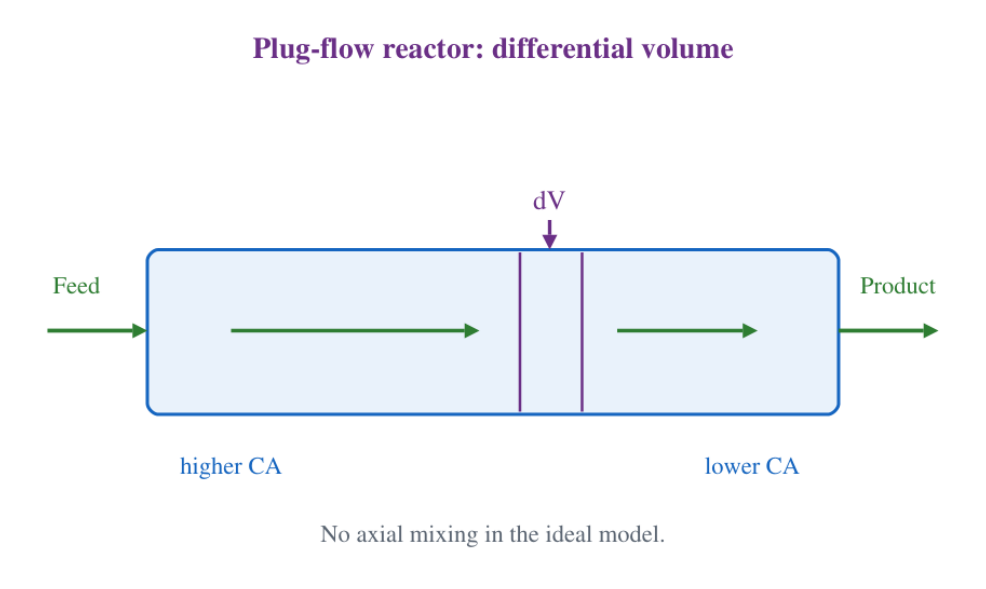 Plug-flow reactor: differential volume
dV
Feed
Product
higher CA
lower CA
No axial mixing in the ideal model.